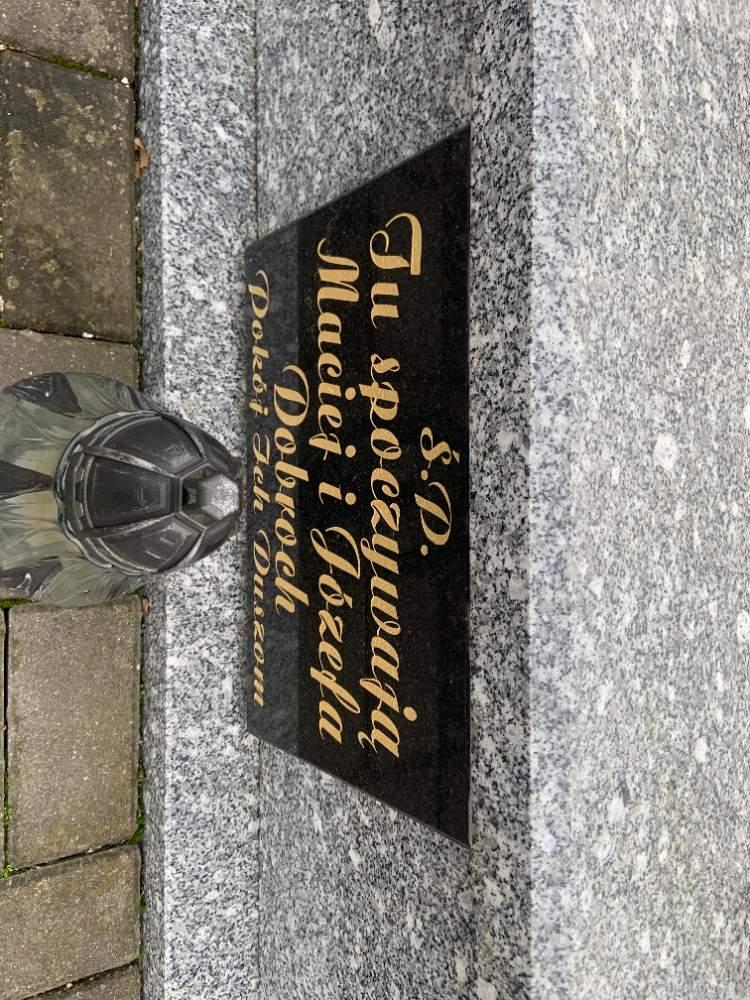 Ś.P.
Tu spoczywają
Maciej i Józefa
Dobroch
Pokój Ich Duszom